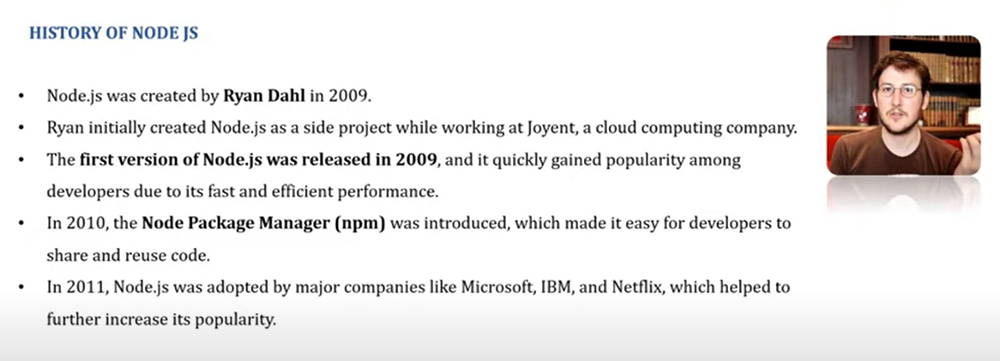 HISTORY OF NODE JS
• Node.js was created by Ryan Dahl in 2009.
• Ryan initially created Node.js as a side project while working at Joyent, a cloud computing company.
• The first version of Node.js was released in 2009, and it quickly gained popularity among
developers due to its fast and efficient performance.
• In 2010, the Node Package Manager (npm) was introduced, which made it easy for developers to
share and reuse code.
• In 2011, Node.js was adopted by major companies like Microsoft, IBM, and Netflix, which helped to
further increase its popularity.